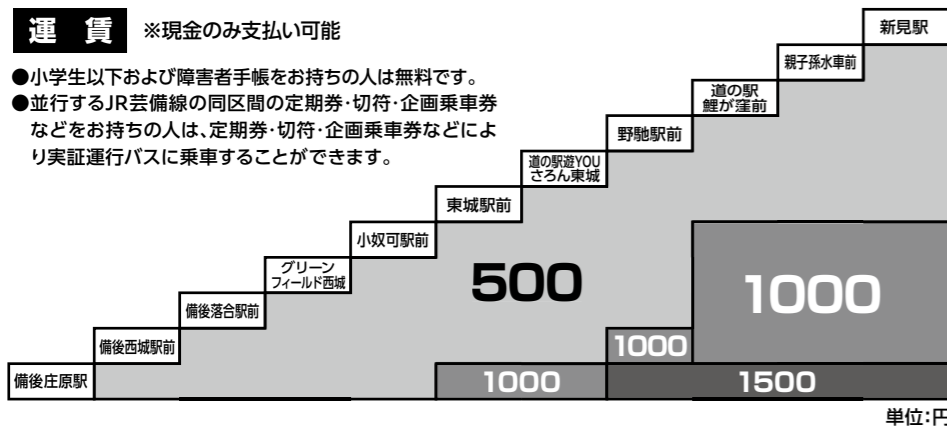 運 賃 ※現金のみ支払い可能
●小学生以下および障害者手帳をお持ちの人は無料です。
●並行するJR芸備線の同区間の定期券・切符・企画乗車券
などをお持ちの人は、定期券・切符・企画乗車券などによ
り実証運行バスに乗車することができます。
新見駅
親子孫水車前
道の駅
鯉が窪前
野馳駅前
道の駅遊YOU
さろん東城
東城駅前
小奴可駅前
グリーン
フィールド西城
備後落合駅前
備後西城駅前
備後庄原駅
500
1000
1000
1000
1500
単位:円